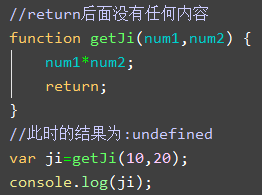 //return后面没有任何内容
function getJi(num1,num2) {
    num1*num2;
    return;
}
//此时的结果为:undefined
var ji=getJi(10,20);
console.log(ji);